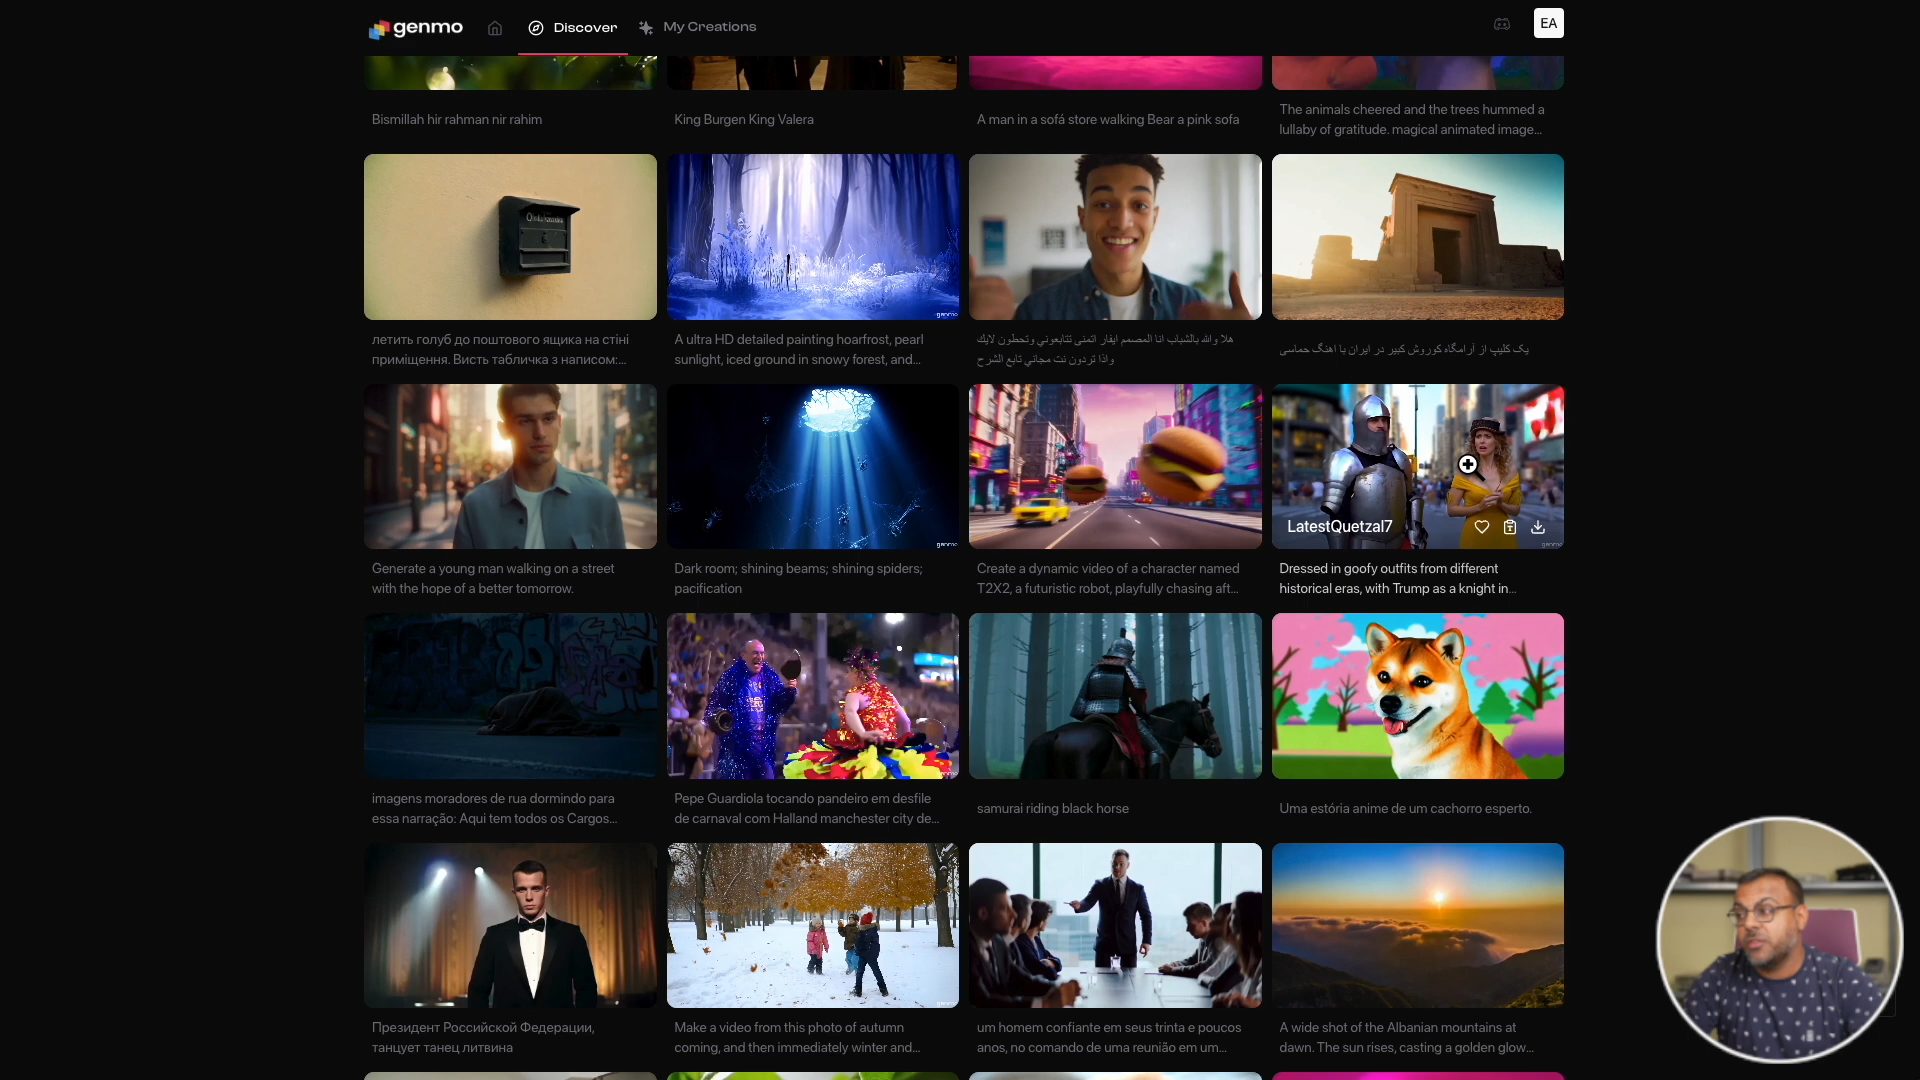 genmo
Discover
My Creations
EA
Bismillah hir rahman nir rahim
King Burgen King Valera
A man in a sofá store walking Bear a pink sofa
The animals cheered and the trees hummed a
lullaby of gratitude. magical animated image...
летить голуб до поштового ящика на стіні
приміщення. Висть табличка з написом:...
A ultra HD detailed painting hoarfrost, pearl
sunlight, iced ground in snowy forest, and...
هلا والله بالشباب انا المصمم ايفار اتمنى تتابعوني وتحطون لايك
واذا تردون نت مجاني تابع الشرح
یک کلیپ از آرامگاه کوروش کبیر در ایران با اهنگ حماسی
LatestQuetzal7
Generate a young man walking on a street
with the hope of a better tomorrow.
Dark room; shining beams; shining spiders;
pacification
Create a dynamic video of a character named
T2X2, a futuristic robot, playfully chasing aft...
Dressed in goofy outfits from different
historical eras, with Trump as a knight in...
imagens moradores de rua dormindo para
essa narração: Aqui tem todos os Cargos...
Pepe Guardiola tocando pandeiro em desfile
de carnaval com Halland manchester city de...
samurai riding black horse
Uma estória anime de um cachorro esperto.
Президент Российской Федерации,
танцует танец литвина
Make a video from this photo of autumn
coming, and then immediately winter and...
um homem confiante em seus trinta e poucos
anos, no comando de uma reunião em um...
A wide shot of the Albanian mountains at
dawn. The sun rises, casting a golden glow...